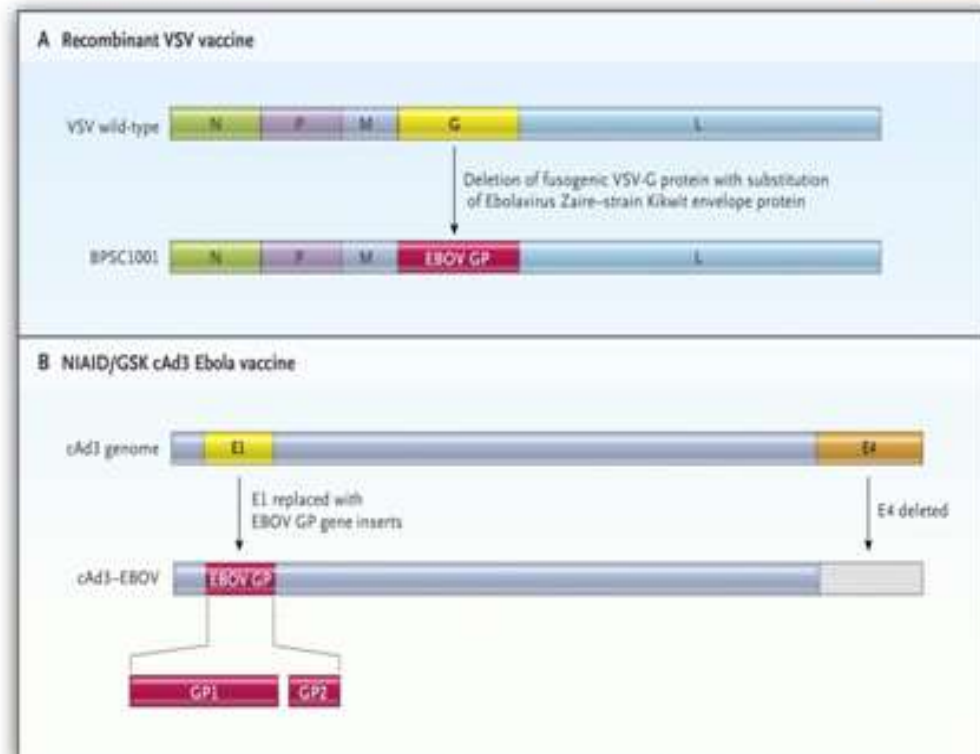 A Recombinant VSV vaccine
VSV wild-type
N P M G L
Deletion of fusogenic VSV-G protein with substitution
of Ebolavirus Zaire–strain Kikwit envelope protein
BPSC1001
N P M EBOV GP L
B NIAID/GSK cAd3 Ebola vaccine
cAd3 genome
E1 E4
E1 replaced with
EBOV GP gene inserts
E4 deleted
cAd3–EBOV
EBOV GP
GP1 GP2